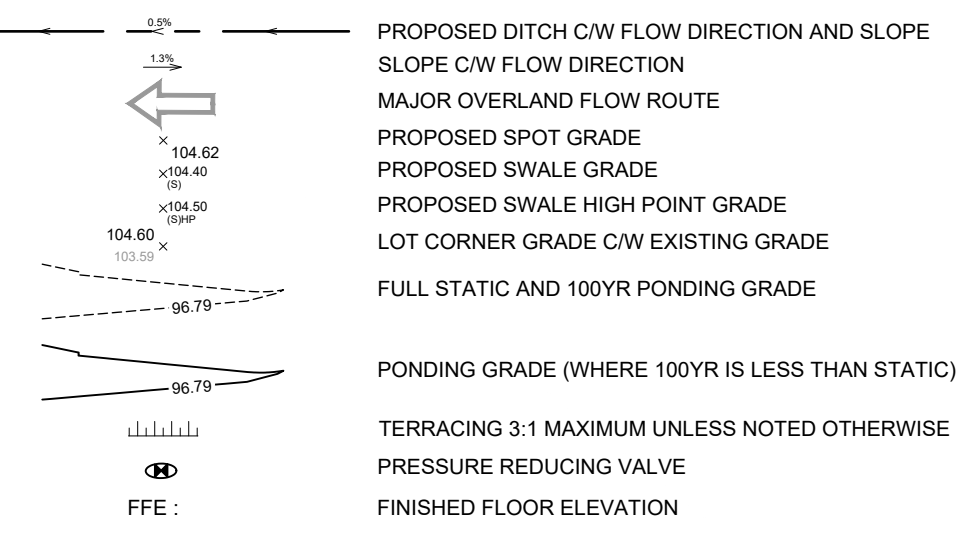 0.5% PROPOSED DITCH C/W FLOW DIRECTION AND SLOPE
1.3% SLOPE C/W FLOW DIRECTION
MAJOR OVERLAND FLOW ROUTE
104.62 PROPOSED SPOT GRADE
104.40 (S) PROPOSED SWALE GRADE
104.50 (S)HP PROPOSED SWALE HIGH POINT GRADE
104.60 103.59 LOT CORNER GRADE C/W EXISTING GRADE
96.79 FULL STATIC AND 100YR PONDING GRADE
96.79 PONDING GRADE (WHERE 100YR IS LESS THAN STATIC)
TERRACING 3:1 MAXIMUM UNLESS NOTED OTHERWISE
PRESSURE REDUCING VALVE
FFE : FINISHED FLOOR ELEVATION